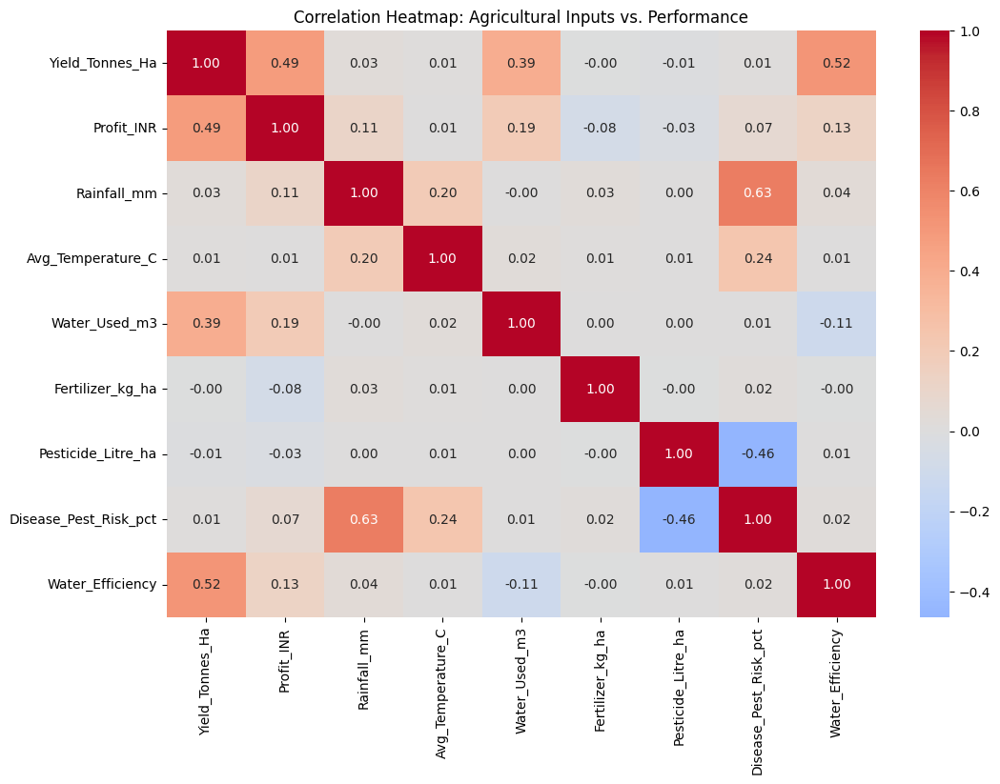 Correlation Heatmap: Agricultural Inputs vs. Performance
Yield_Tonnes_Ha 1.00 0.49 0.03 0.01 0.39 -0.00 -0.01 0.01 0.52
Profit_INR 0.49 1.00 0.11 0.01 0.19 -0.08 -0.03 0.07 0.13
Rainfall_mm 0.03 0.11 1.00 0.20 -0.00 0.03 0.00 0.63 0.04
Avg_Temperature_C 0.01 0.01 0.20 1.00 0.02 0.01 0.01 0.24 0.01
Water_Used_m3 0.39 0.19 -0.00 0.02 1.00 0.00 0.00 0.01 -0.11
Fertilizer_kg_ha -0.00 -0.08 0.03 0.01 0.00 1.00 -0.00 0.02 -0.00
Pesticide_Litre_ha -0.01 -0.03 0.00 0.01 0.00 -0.00 1.00 -0.46 0.01
Disease_Pest_Risk_pct 0.01 0.07 0.63 0.24 0.01 0.02 -0.46 1.00 0.02
Water_Efficiency 0.52 0.13 0.04 0.01 -0.11 -0.00 0.01 0.02 1.00
Yield_Tonnes_Ha
Profit_INR
Rainfall_mm
Avg_Temperature_C
Water_Used_m3
Fertilizer_kg_ha
Pesticide_Litre_ha
Disease_Pest_Risk_pct
Water_Efficiency
1.0
0.8
0.6
0.4
0.2
0.0
−0.2
−0.4